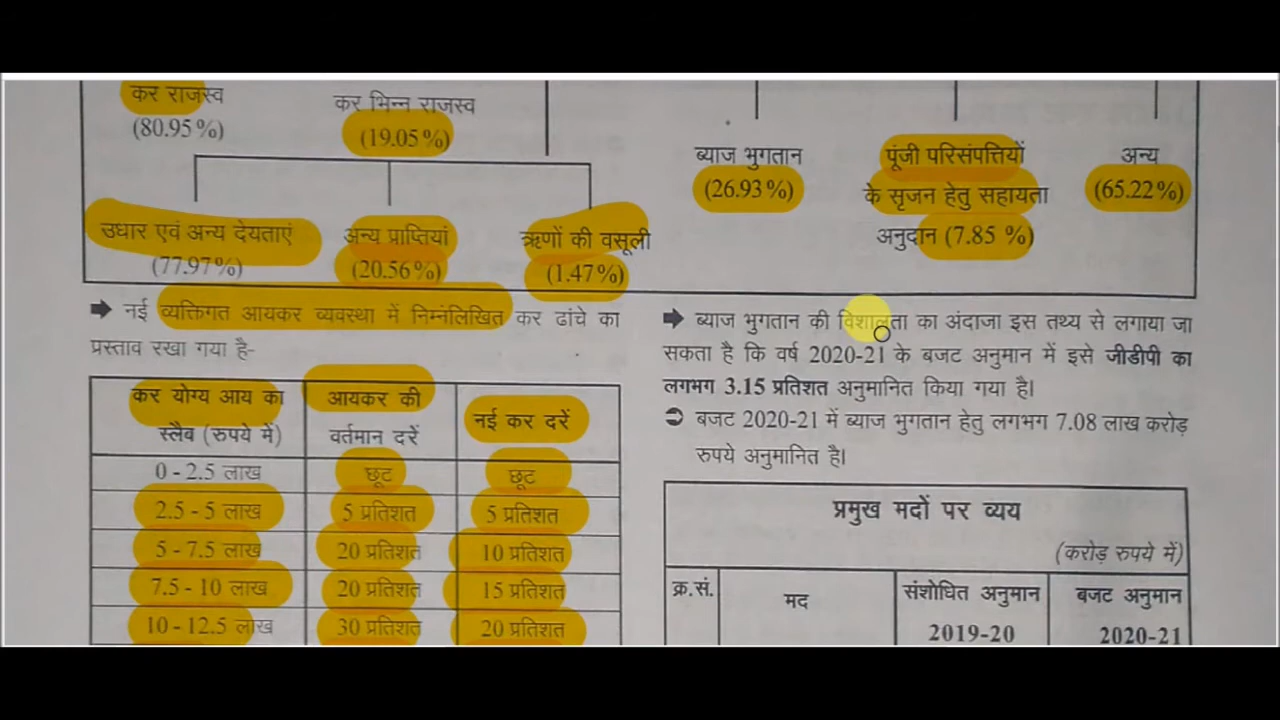 कर राजस्व
(80.95%)
कर भिन्न राजस्व
(19.05%)
उधार एवं अन्य देयताएं
(77.97%)
अन्य प्राप्तियां
(20.56%)
ऋणों की वसूली
(1.47%)
ब्याज भुगतान
(26.93%)
पूंजी परिसंपत्तियों
के सृजन हेतु सहायता
अनुदान (7.85 %)
अन्य
(65.22%)
➡ नई व्यक्तिगत आयकर व्यवस्था में निम्नलिखित कर ढांचे का
प्रस्ताव रखा गया है-
कर योग्य आय का
स्लैब (रुपये में)
आयकर की
वर्तमान दरें
नई कर दरें
0 - 2.5 लाख छूट छूट
2.5 - 5 लाख 5 प्रतिशत 5 प्रतिशत
5 - 7.5 लाख 20 प्रतिशत 10 प्रतिशत
7.5 - 10 लाख 20 प्रतिशत 15 प्रतिशत
10 - 12.5 लाख 30 प्रतिशत 20 प्रतिशत
➡ ब्याज भुगतान की विशालता का अंदाजा इस तथ्य से लगाया जा
सकता है कि वर्ष 2020-21 के बजट अनुमान में इसे जीडीपी का
लगभग 3.15 प्रतिशत अनुमानित किया गया है।
➲ बजट 2020-21 में ब्याज भुगतान हेतु लगभग 7.08 लाख करोड़
रुपये अनुमानित है।
प्रमुख मदों पर व्यय
(करोड़ रुपये में)
क्र.सं.
मद
संशोधित अनुमान
2019-20
बजट अनुमान
2020-21